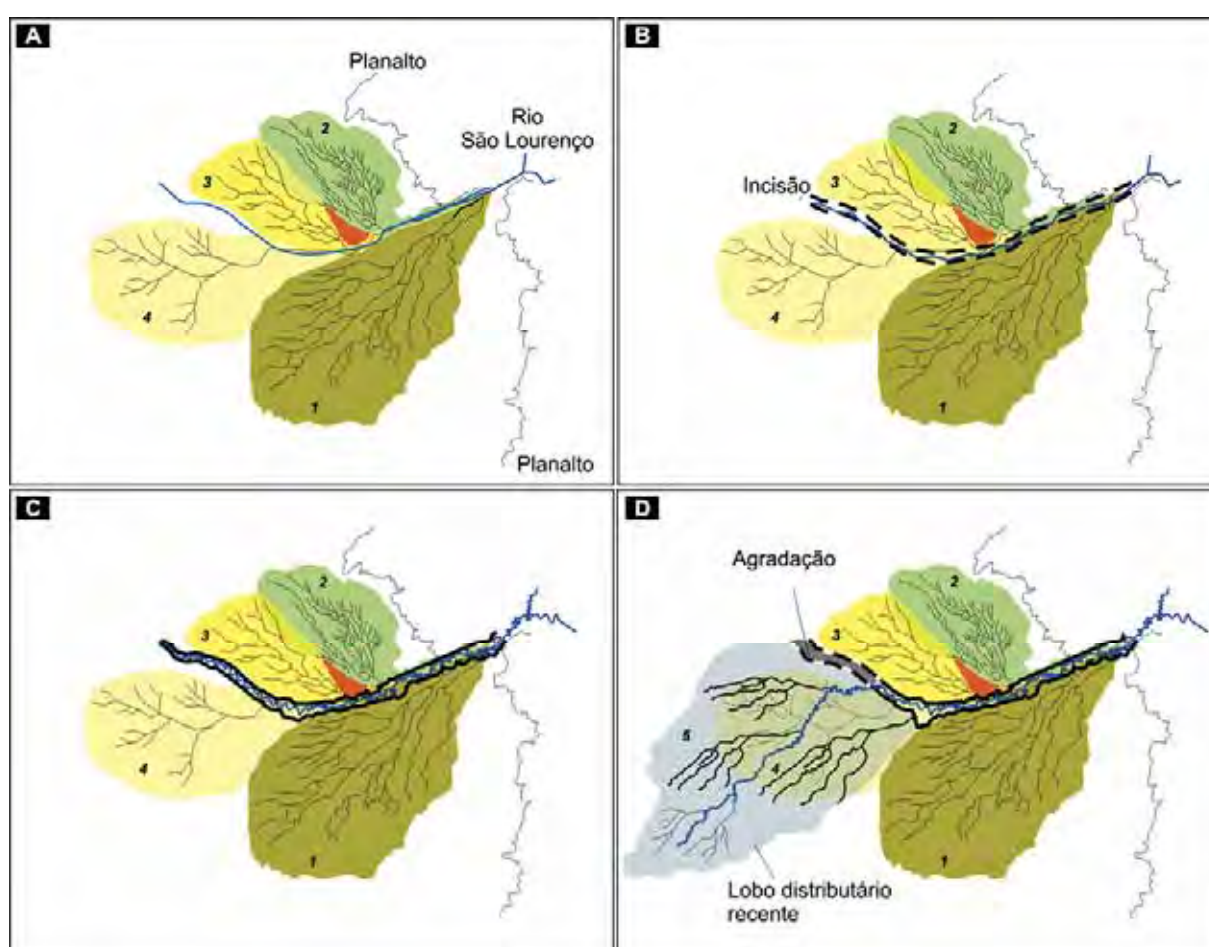 A
Planalto
Rio
São Lourenço
2
3
4
1
Planalto
B
Incisão
2
3
4
1
C
2
3
4
1
D
Agradação
2
3
5
4
1
Lobo distributário
recente